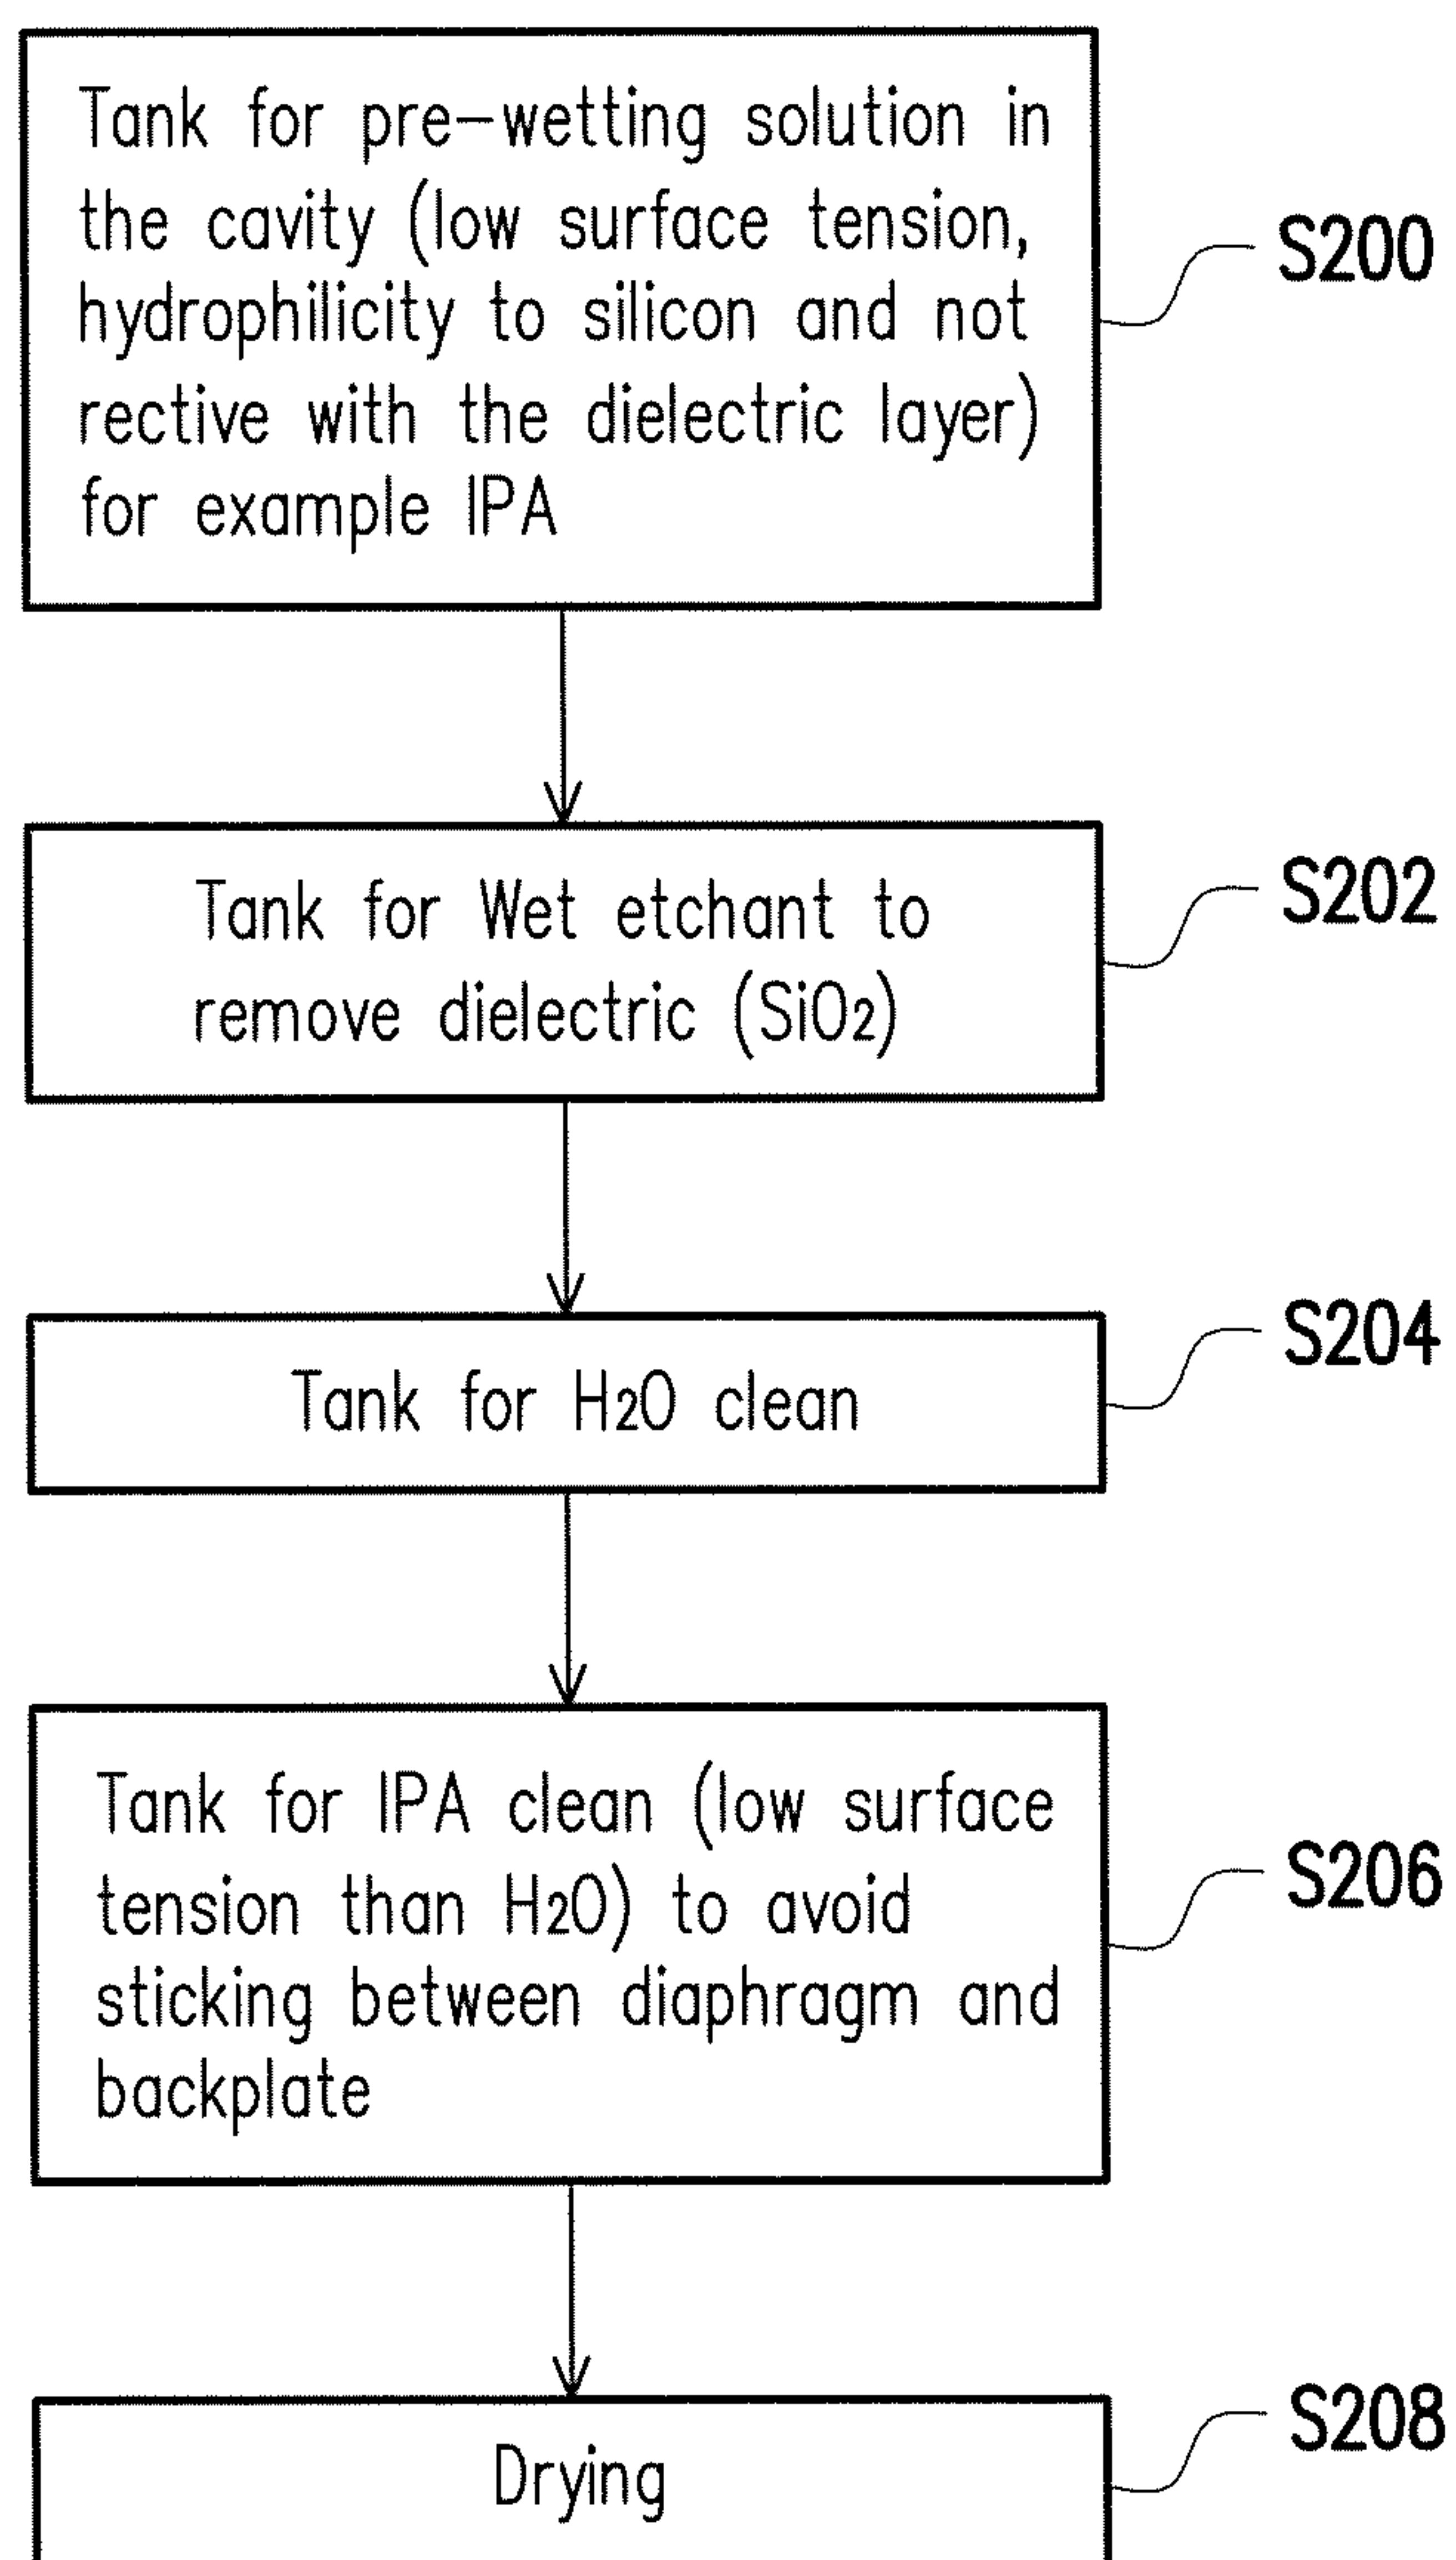 Tank for pre-wetting solution in
the cavity (low surface tension,
hydrophilicity to silicon and not
rective with the dielectric layer)
for example IPA
S200
Tank for Wet etchant to
remove dielectric (SiO2)
S202
Tank for H2O clean
S204
Tank for IPA clean (low surface
tension than H2O) to avoid
sticking between diaphragm and
backplate
S206
Drying
S208